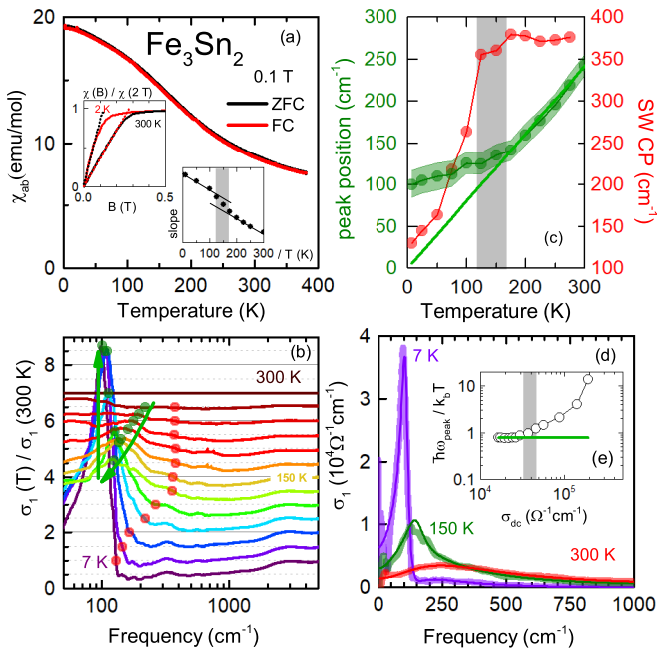 Fe3Sn2
(a)
0.1 T
ZFC
FC
χab(emu/mol)
20
10
0
0
100
200
300
400
Temperature (K)
χ (B) / χ (2 T)
1
0
2 K
300 K
0.0
0.5
B (T)
slope
0
100
200
300
/ T (K)
peak position (cm-1)
300
250
200
150
100
50
0
0
100
200
300
Temperature (K)
SW CP (cm-1)
400
350
300
250
200
150
100
(c)
(b)
σ1 (T) / σ1 (300 K)
8
6
4
2
0
300 K
150 K
7 K
100
1000
Frequency (cm-1)
(d)
σ1 (10⁴Ω-1cm-1)
4
3
2
1
0
7 K
150 K
300 K
0
250
500
750
1000
Frequency (cm-1)
ħωpeak / kbT
10
1
0.1
(e)
10⁴
10⁵
σdc (Ω-1cm-1)